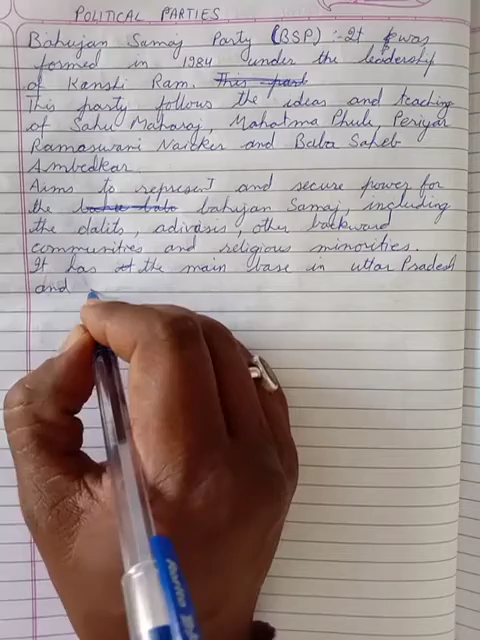 POLITICAL PARTIES
Bahujan Samaj Party (BSP) :- It was
formed in 1984 under the leadership
of Kanshi Ram. This part
This party follows the ideas and teaching
of Sahu Maharaj, Mahatma Phule Periyar
Ramaswani Naicker and Baba Saheb
Ambedkar.
Aims to represent and secure power for
the bahujan Samaj, including
the dalits, adivasis, other backward
communities and religious minorities.
It has the main base in uttar Pradesh
and